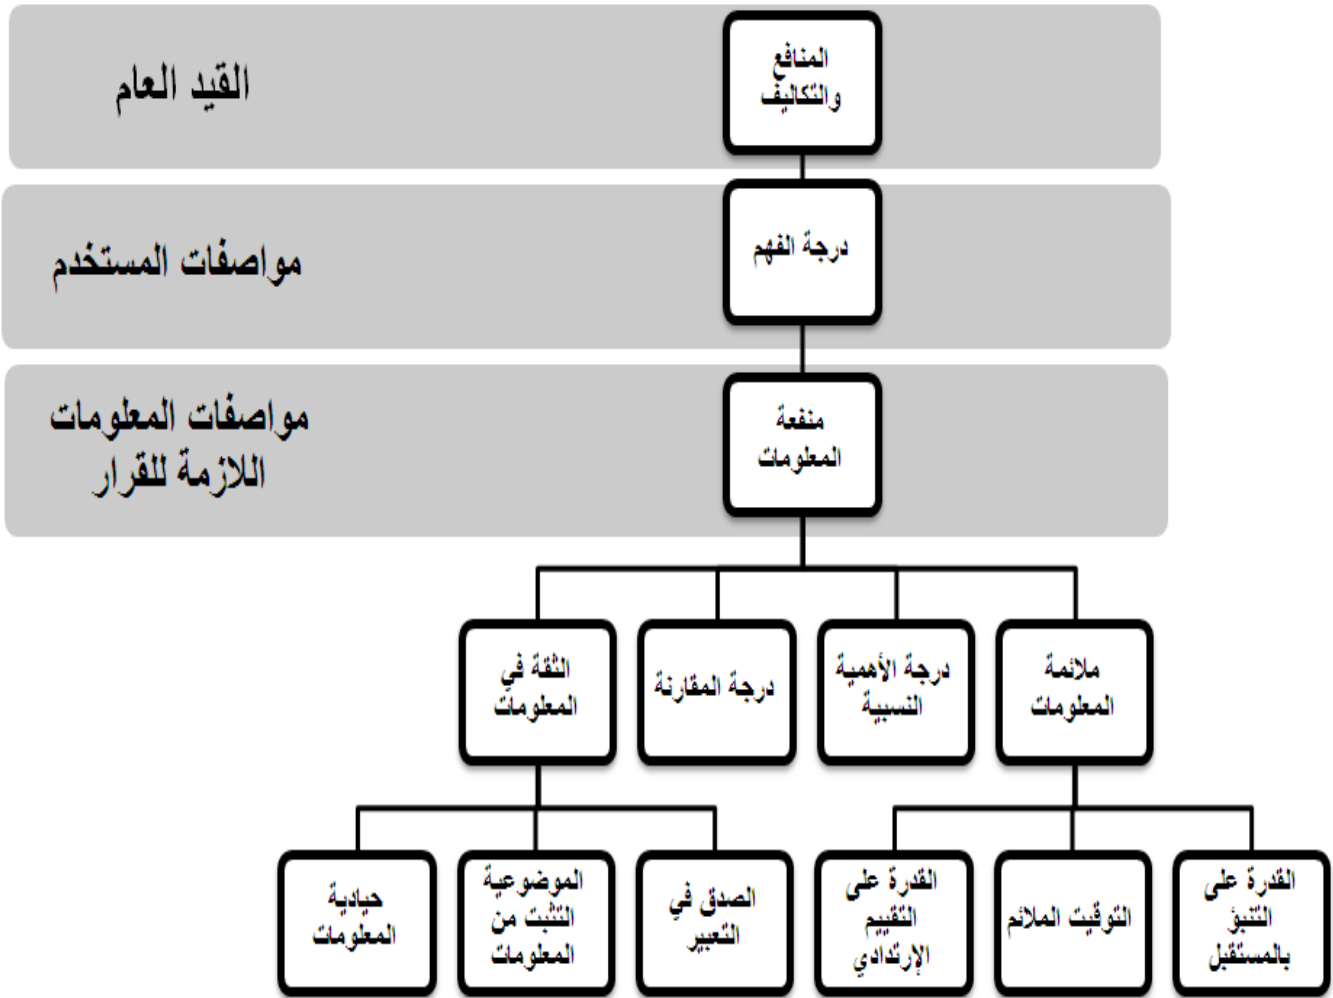 المنافع
والتكاليف
القيد العام
درجة الفهم
مواصفات المستخدم
منفعة
المعلومات
مواصفات المعلومات
اللازمة للقرار
ملائمة
المعلومات
درجة الأهمية
النسبية
درجة المقارنة
الثقة في
المعلومات
القدرة على
التنبؤ
بالمستقبل
التوقيت الملائم
القدرة على
التقييم
الإرتدادي
الصدق في
التعبير
الموضوعية
التثبت من
المعلومات
حيادية
المعلومات